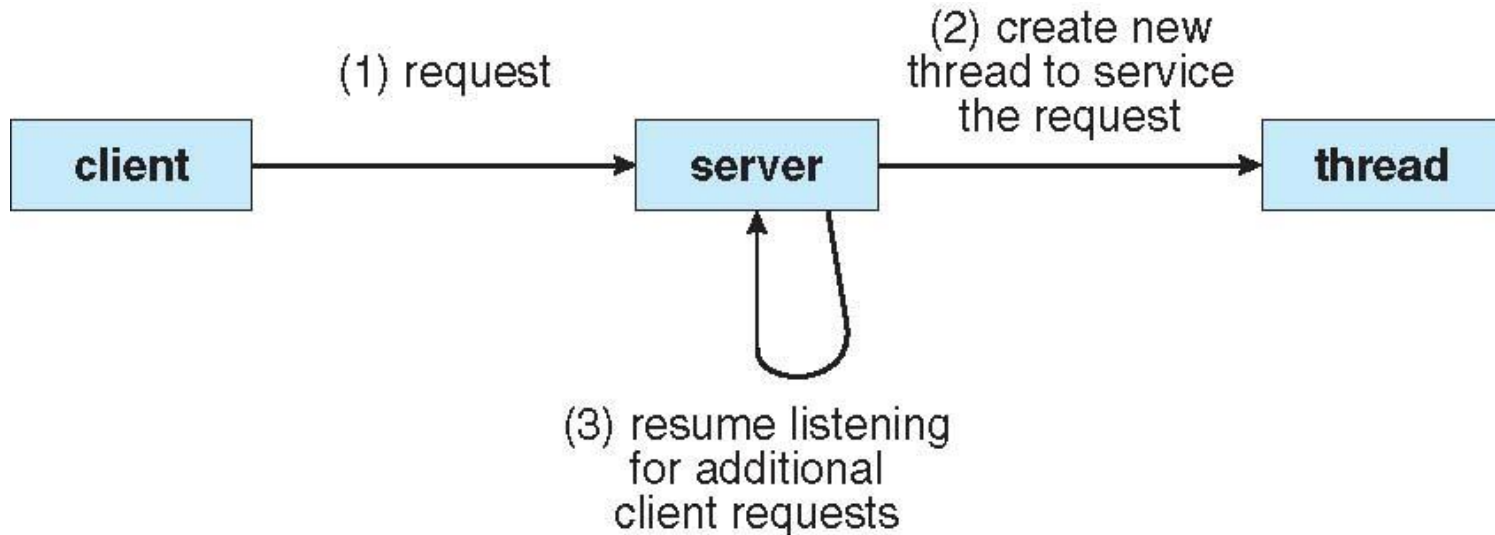 (1) request
(2) create new
thread to service
the request
client
server
thread
(3) resume listening
for additional
client requests